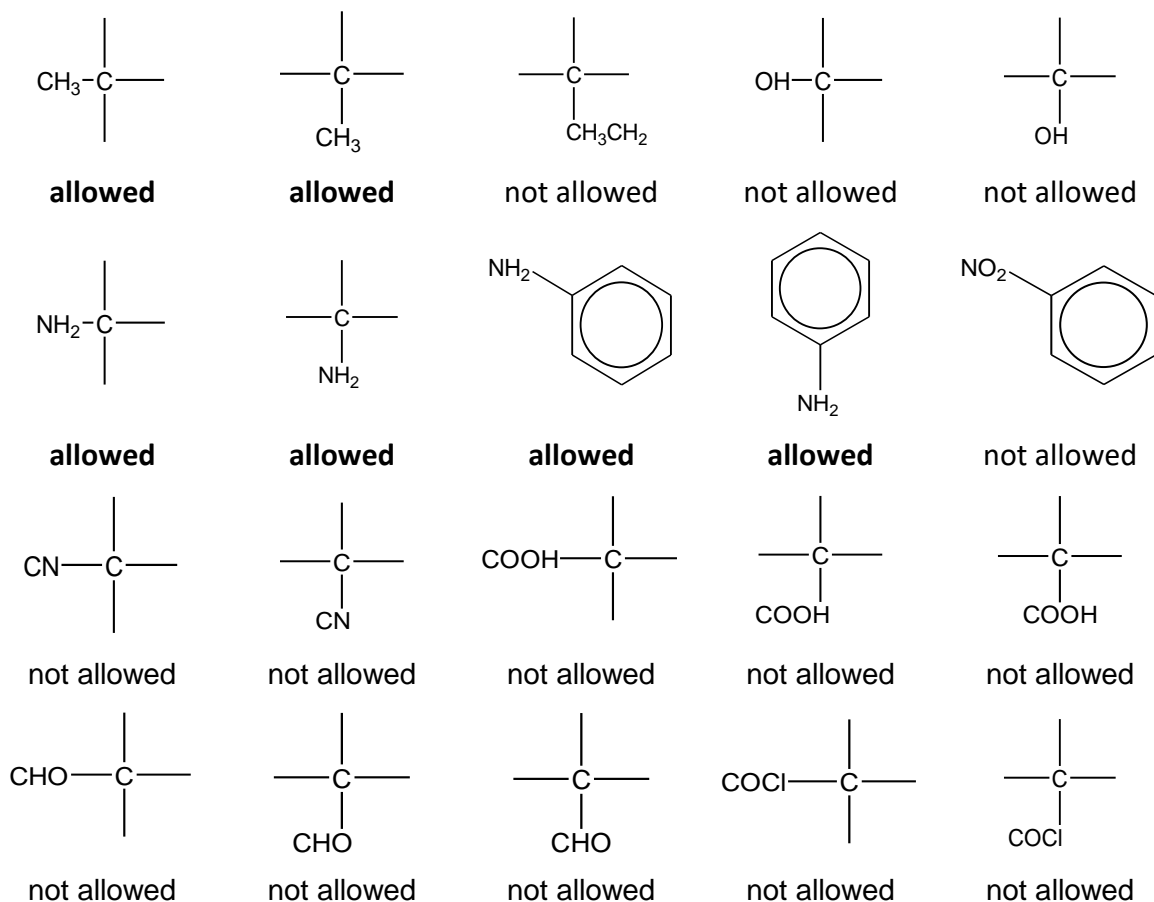 CH₃ C C C OH C C
CH₃ CH₃CH₂ OH
allowed allowed not allowed not allowed not allowed
NH₂ NO₂
NH₂ C C
NH₂ NH₂
allowed allowed allowed allowed not allowed
CN C C COOH C C C
CN COOH COOH
not allowed not allowed not allowed not allowed not allowed
CHO C C C COCl C C
CHO CHO COCl
not allowed not allowed not allowed not allowed not allowed